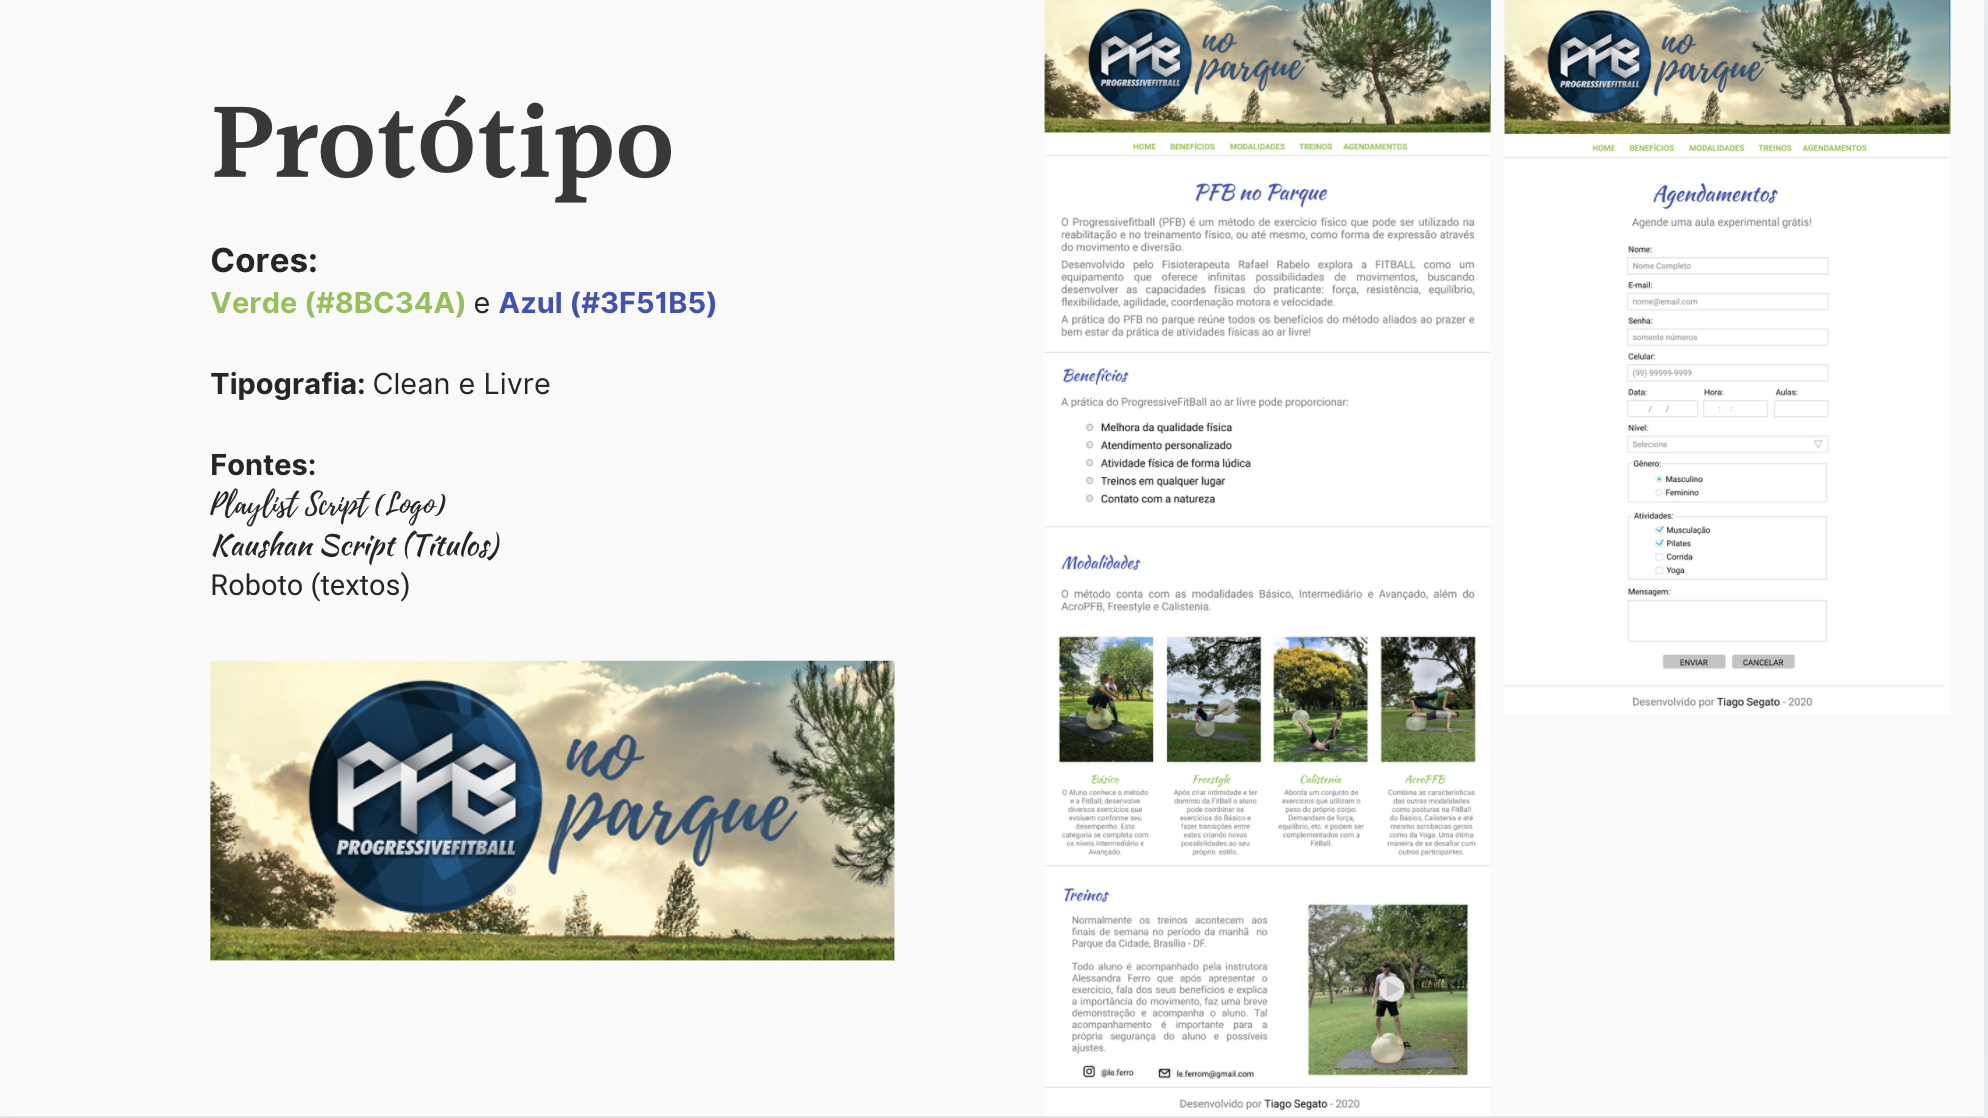 Protótipo
Cores:
Verde (#8BC34A) e Azul (#3F51B5)
Tipografia: Clean e Livre
Fontes:
Playlist Script (Logo)
Kaushan Script (Títulos)
Roboto (textos)
PFB
PROGRESSIVEFITBALL
®
no
parque
PFB
PROGRESSIVEFITBALL
no
parque
HOME BENEFÍCIOS MODALIDADES TREINOS AGENDAMENTOS
PFB no Parque
O Progressivefitball (PFB) é um método de exercício físico que pode ser utilizado na
reabilitação e no treinamento físico, ou até mesmo, como forma de expressão através
do movimento e diversão.
Desenvolvido pelo Fisioterapeuta Rafael Rabelo explora a FITBALL como um
equipamento que oferece infinitas possibilidades de movimentos, buscando
desenvolver as capacidades físicas do praticante: força, resistência, equilíbrio,
flexibilidade, agilidade, coordenação motora e velocidade.
A prática do PFB no parque reúne todos os benefícios do método aliados ao prazer e
bem estar da prática de atividades físicas ao ar livre!
Benefícios
A prática do ProgressiveFitBall ao ar livre pode proporcionar:
Melhora da qualidade física
Atendimento personalizado
Atividade física de forma lúdica
Treinos em qualquer lugar
Contato com a natureza
Modalidades
O método conta com as modalidades Básico, Intermediário e Avançado, além do
AcroPFB, Freestyle e Calistenia.
Básico
O Aluno conhece o método
e a FitBall, desenvolve
diversos exercícios que
evoluem conforme seu
desempenho. Esta
categoria se completa com
os níveis Intermediário e
Avançado.
Freestyle
Após criar intimidade e ter
domínio da FitBall o aluno
pode combinar os
exercícios do Básico e
fazer transições entre
estes criando novas
possibilidades ao seu
próprio estilo.
Calistenia
Aborda um conjunto de
exercícios que utilizam o
peso do próprio corpo.
Demandam de força,
equilíbrio, etc. e podem ser
complementados com a
FitBall.
AcroPFB
Combina as características
das outras modalidades
como posturas na FitBall
do Básico, Calistenia e até
mesmo acrobacias gerais
como da Yoga. Uma ótima
maneira de se desafiar com
outros participantes.
Treinos
Normalmente os treinos acontecem aos
finais de semana no período da manhã no
Parque da Cidade, Brasília - DF.
Todo aluno é acompanhado pela instrutora
Alessandra Ferro que após apresentar o
exercício, fala dos seus benefícios e explica
a importância do movimento, faz uma breve
demonstração e acompanha o aluno. Tal
acompanhamento é importante para a
própria segurança do aluno e possíveis
ajustes.
@le.ferro le.ferrom@gmail.com
Desenvolvido por Tiago Segato - 2020
PFB
PROGRESSIVEFITBALL
no
parque
HOME BENEFÍCIOS MODALIDADES TREINOS AGENDAMENTOS
Agendamentos
Agende uma aula experimental grátis!
Nome:
Nome Completo
E-mail:
nome@email.com
Senha:
somente números
Celular:
(99) 99999-9999
Data: Hora: Aulas:
/ / : :
Nível:
Selecione
Gênero:
Masculino
Feminino
Atividades:
Musculação
Pilates
Corrida
Yoga
Mensagem:
ENVIAR CANCELAR
Desenvolvido por Tiago Segato - 2020